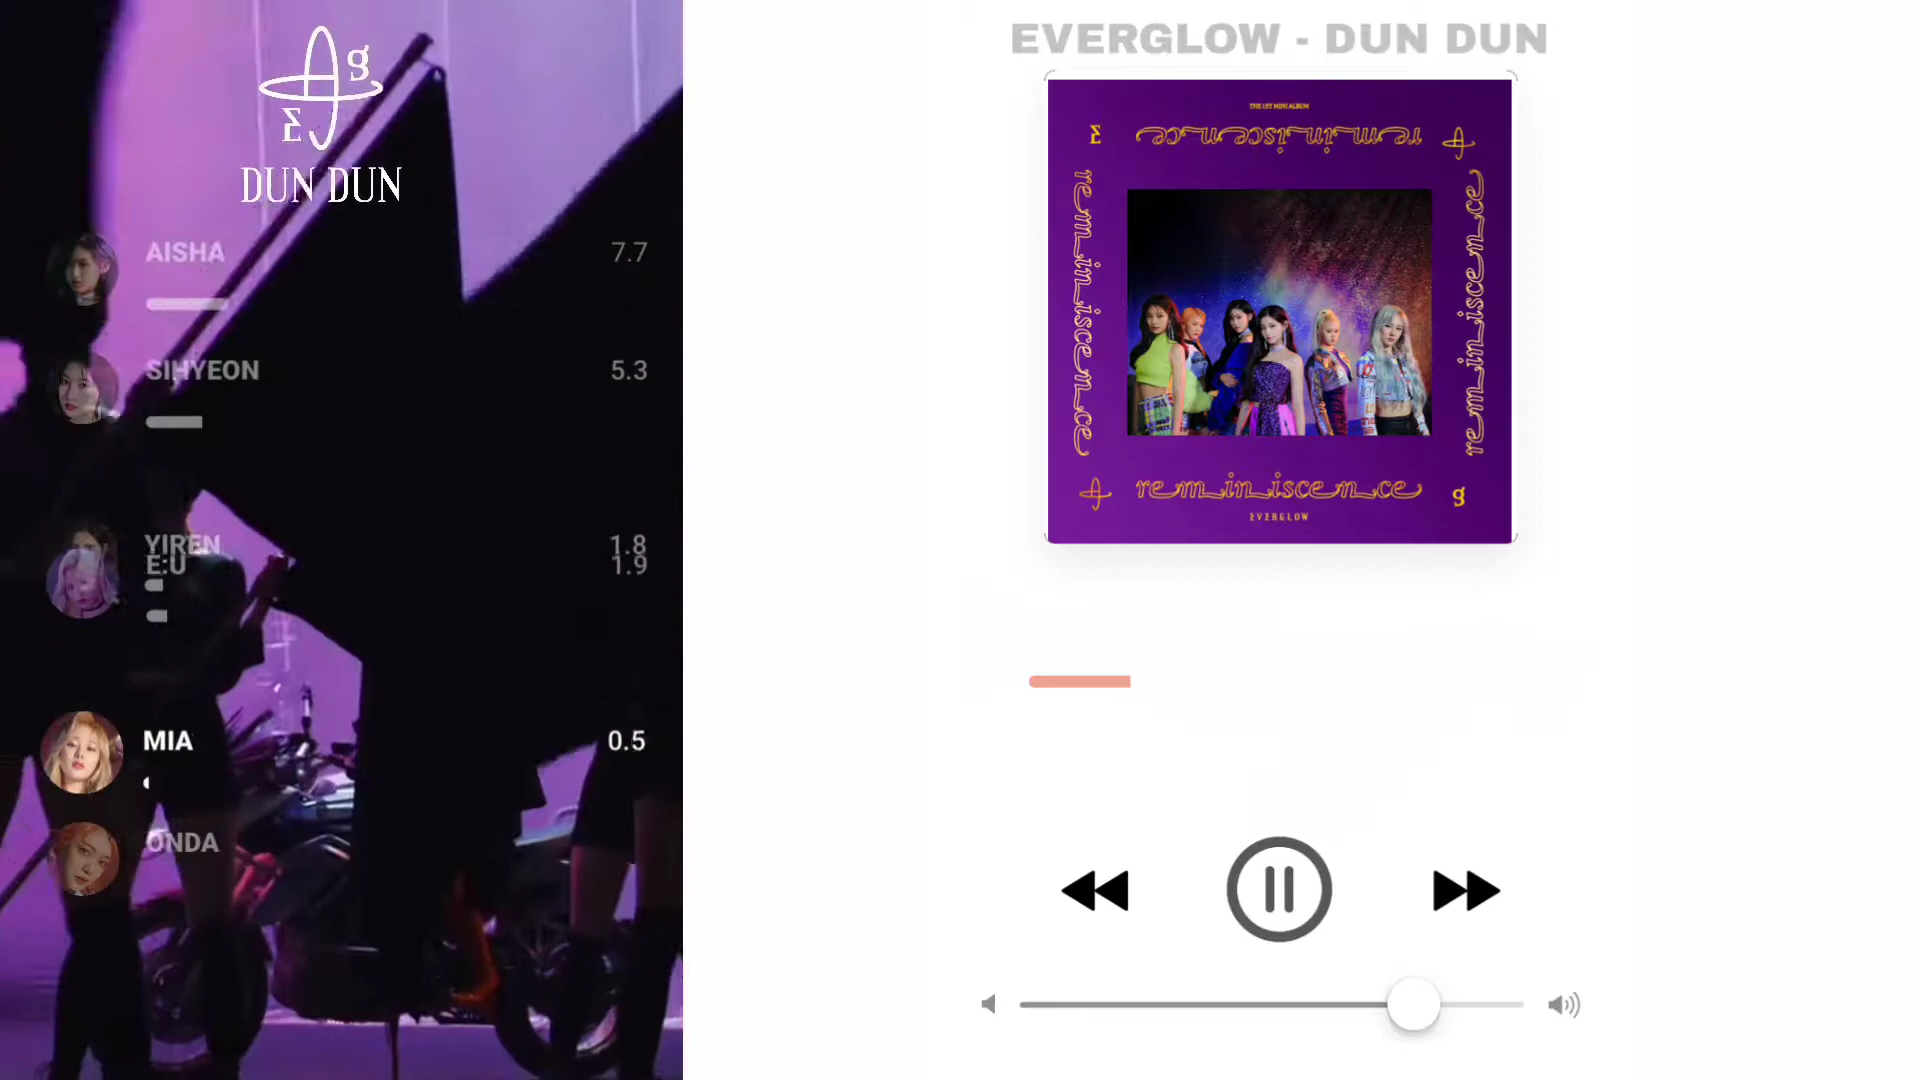 g
E
DUN DUN
AISHA 7.7
SIHYEON 5.3
YIREN 1.8
E:U 1.9
MIA 0.5
ONDA
EVERGLOW - DUN DUN
THE 1ST MINI ALBUM
E
reminiscence
reminiscence
reminiscence
reminiscence
g
EVERGLOW